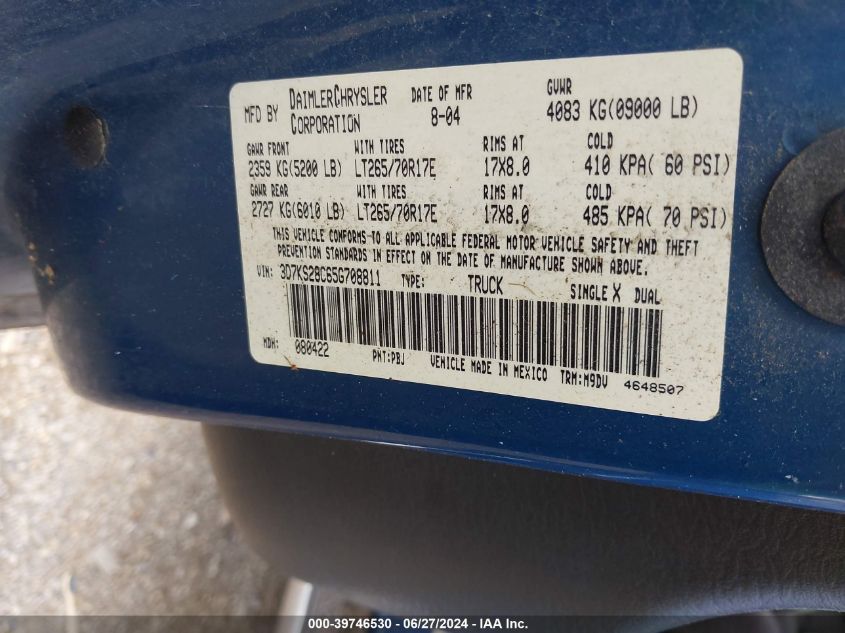 MFD BY DAIMLERCHRYSLER CORPORATION DATE OF MFR 8-04 GVWR 4083 KG(09000 LB)
GAWR FRONT WITH TIRES RIMS AT COLD
2359 KG(5200 LB) LT265/70R17E 17X8.0 410 KPA( 60 PSI)
GAWR REAR WITH TIRES RIMS AT COLD
2727 KG(6010 LB) LT265/70R17E 17X8.0 485 KPA( 70 PSI)
THIS VEHICLE CONFORMS TO ALL APPLICABLE FEDERAL MOTOR VEHICLE SAFETY AND THEFT
PREVENTION STANDARDS IN EFFECT ON THE DATE OF MANUFACTURE SHOWN ABOVE.
VIN: 3D7KS28C65G708811 TYPE: TRUCK SINGLE X DUAL
MDH: 080422 PNT:PBJ VEHICLE MADE IN MEXICO TRM:M9DV 4648507
000-39746530 - 06/27/2024 - IAA Inc.